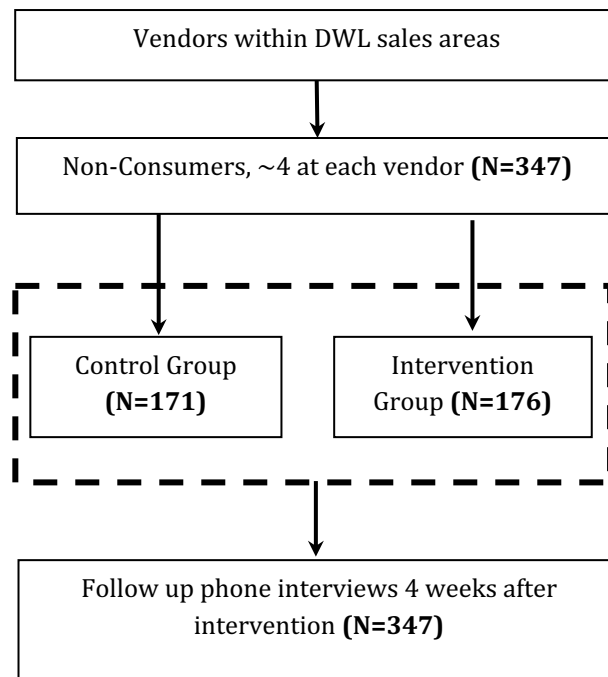 Vendors within DWL sales areas
Non-Consumers, ~4 at each vendor (N=347)
Control Group
(N=171)
Intervention
Group (N=176)
Follow up phone interviews 4 weeks after
intervention (N=347)